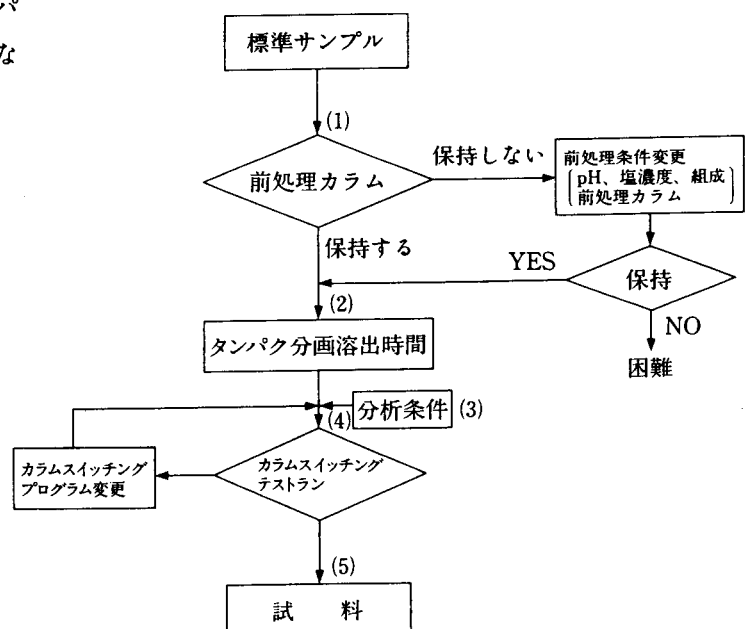 パ
な
標準サンプル
(1)
前処理カラム
保持しない
前処理条件変更
pH、塩濃度、組成
前処理カラム
保持する
YES
保持
(2)
NO
タンパク分画溶出時間
困難
分析条件 (3)
(4)
カラムスイッチング
テストラン
カラムスイッチング
プログラム変更
(5)
試 料